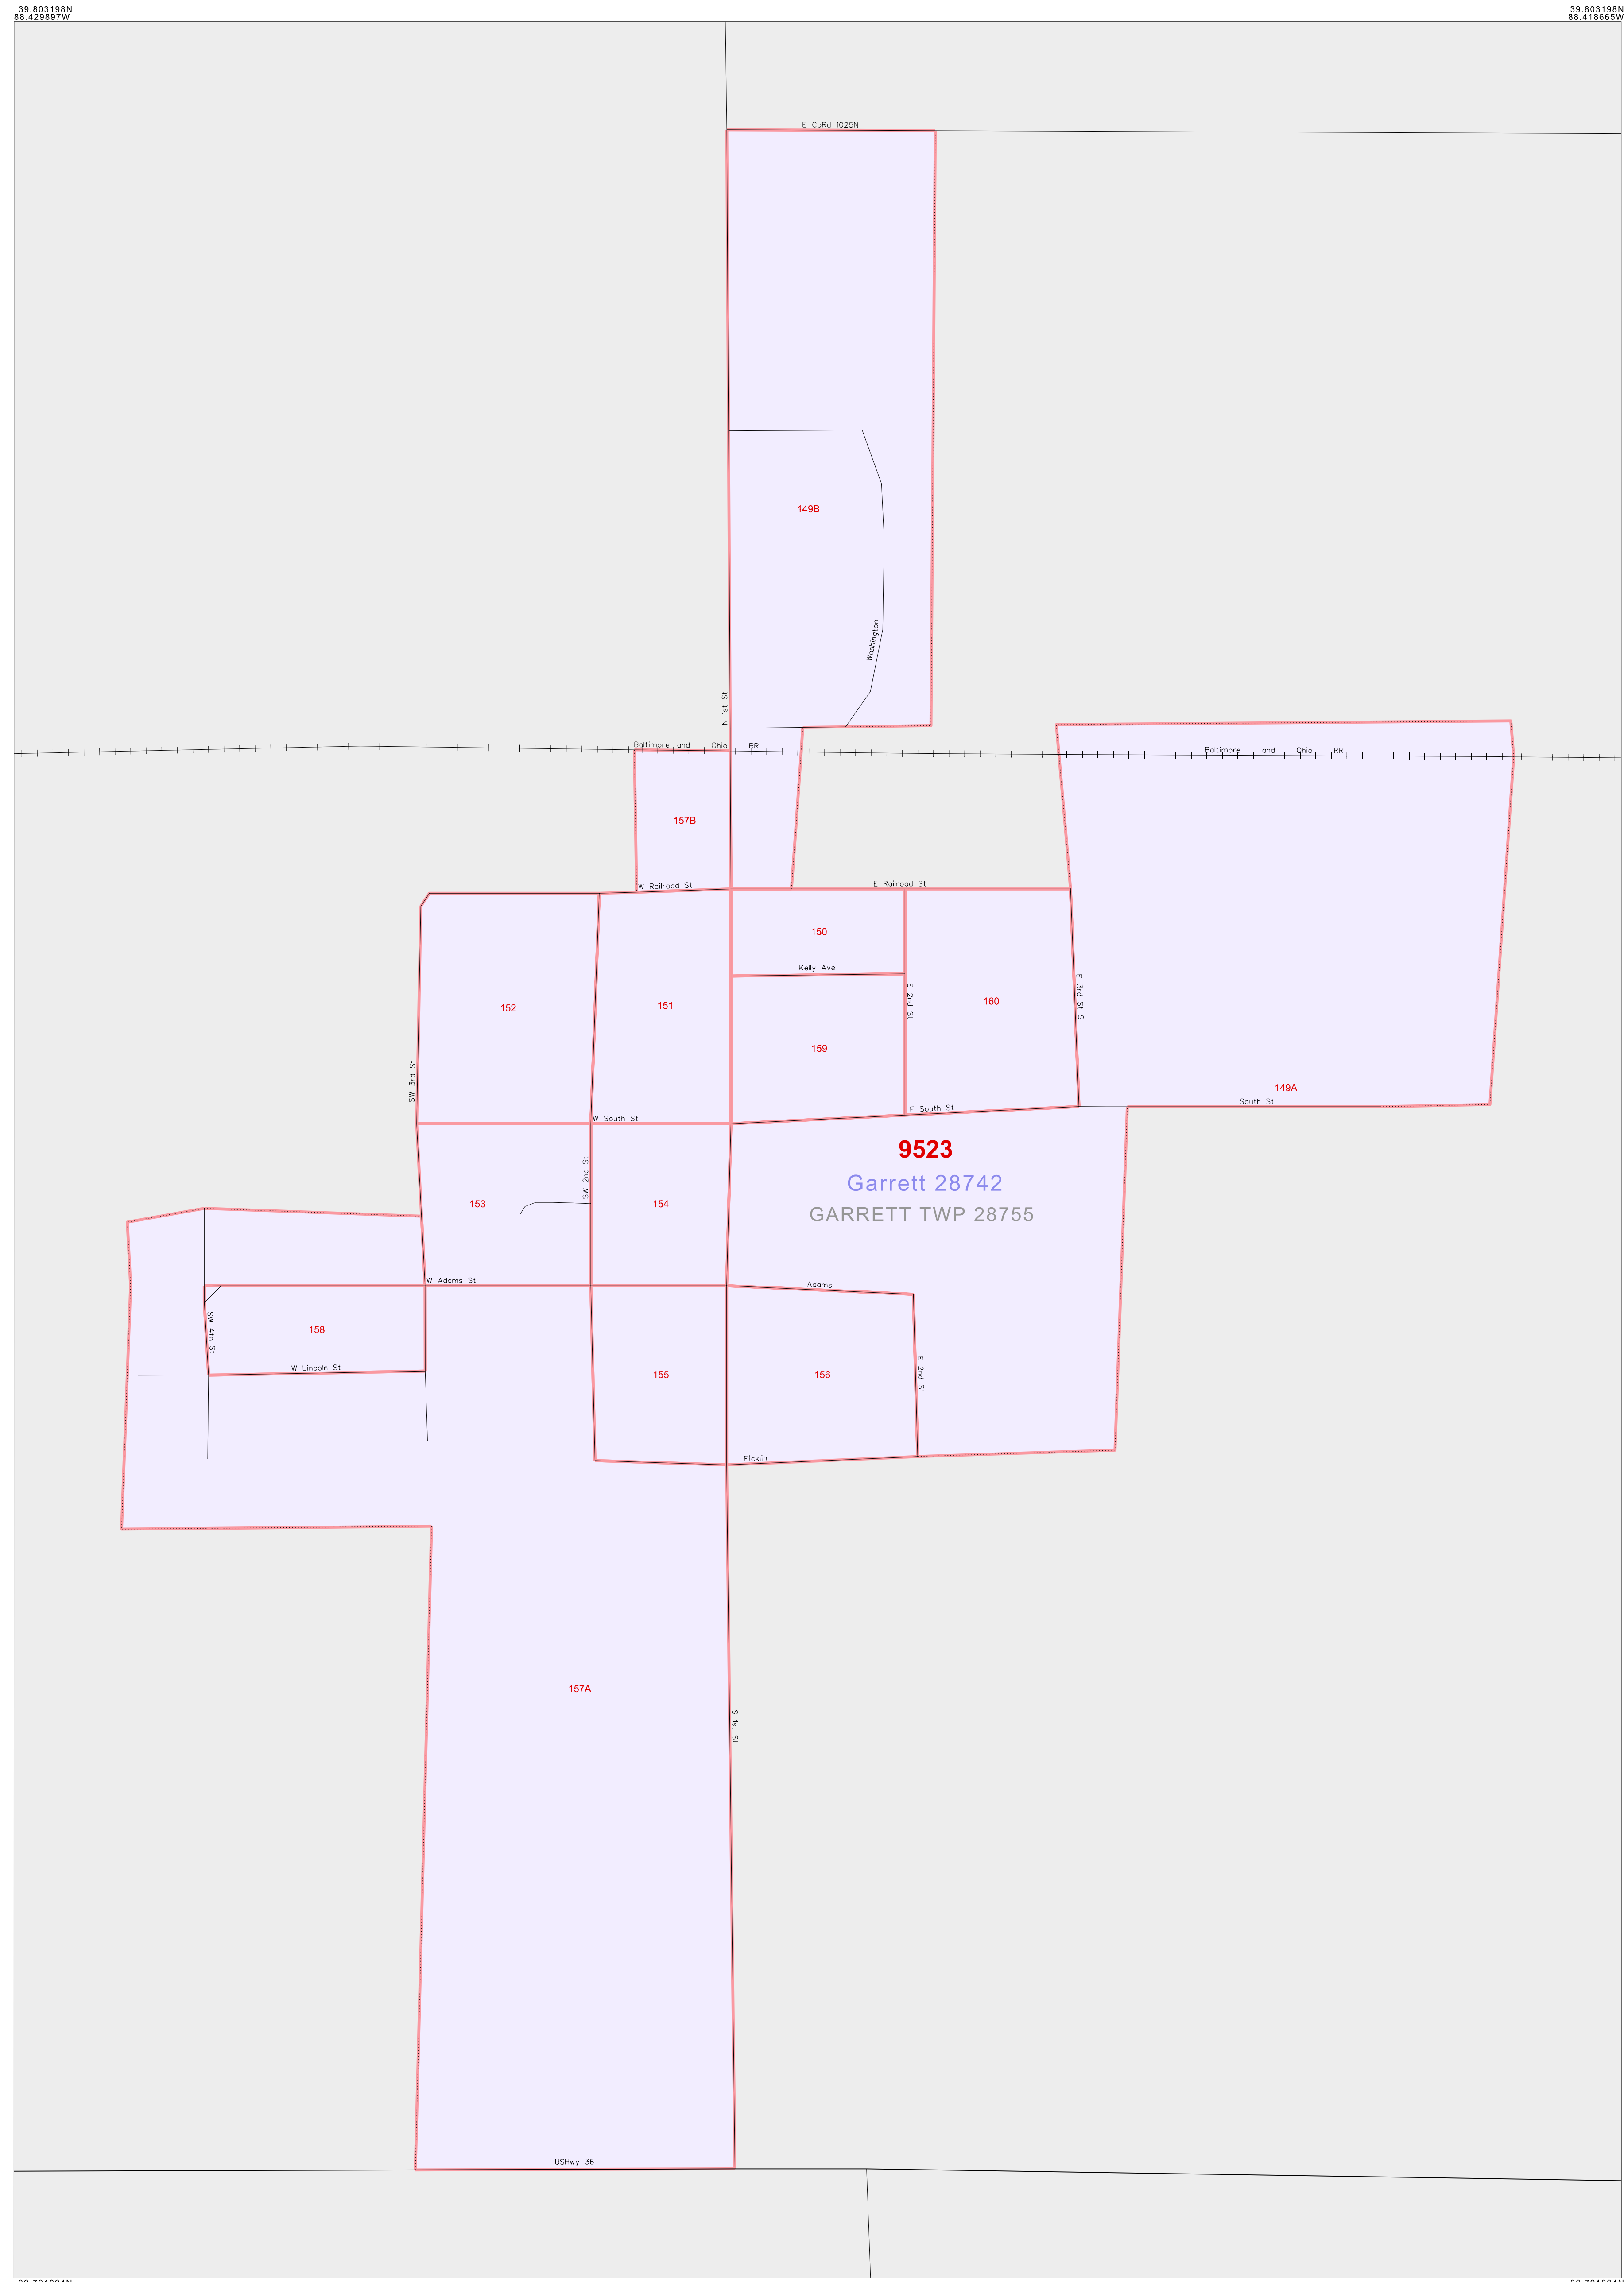 39.803198N
88.429897W
39.803198N
88.418665W
E CoRd 1025N
149B
Washington
N 1st St
Baltimore and Ohio RR
Baltimore and Ohio RR
157B
W Railroad St
E Railroad St
150
Kelly Ave
E 2nd St
E 3rd St S
152
151
160
159
SW 3rd St
149A
South St
E South St
W South St
9523
Garrett 28742
GARRETT TWP 28755
SW 2nd St
153
154
W Adams St
Adams
SW 4th St
158
W Lincoln St
155
156
E 2nd St
Ficklin
157A
S 1st St
USHwy 36